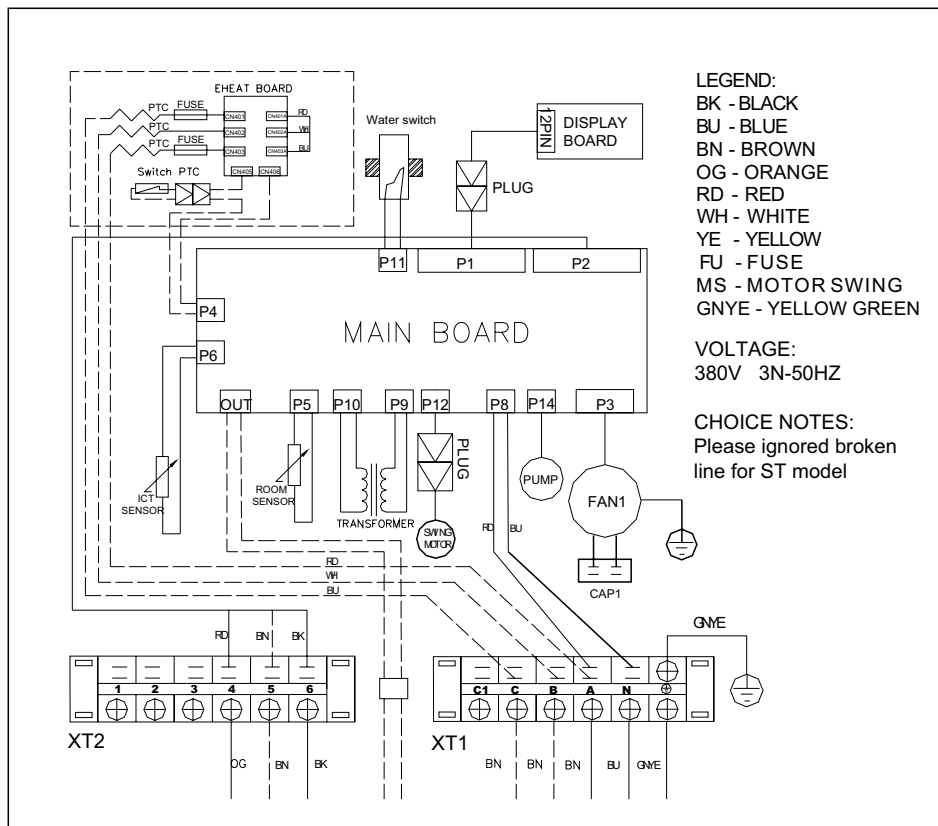 EHEAT BOARD
PTC FUSE
CN401
CN401A
RD
PTC
CN402
CN402A
WH
PTC FUSE
CN403
CN403A
BU
Switch PTC
CN405
CN406
Water switch
PLUG
12PIN
DISPLAY
BOARD
LEGEND:
BK - BLACK
BU - BLUE
BN - BROWN
OG - ORANGE
RD - RED
WH - WHITE
YE - YELLOW
FU - FUSE
MS - MOTOR SWING
GNYE - YELLOW GREEN
VOLTAGE:
380V 3N-50HZ
CHOICE NOTES:
Please ignored broken
line for ST model
P11
P1
P2
P4
P6
MAIN BOARD
OUT
P5
P10
P9
P12
P8
P14
P3
ICT
SENSOR
ROOM
SENSOR
TRANSFORMER
PLUG
SWING
MOTOR
RD
BU
PUMP
FAN1
CAP1
RD
WH
BU
RD
BN
BK
GNYE
1 2 3 4 5 6
C1 C B A N
XT2
XT1
OG
BN
BK
BN
BN
BN
BU
GNYE